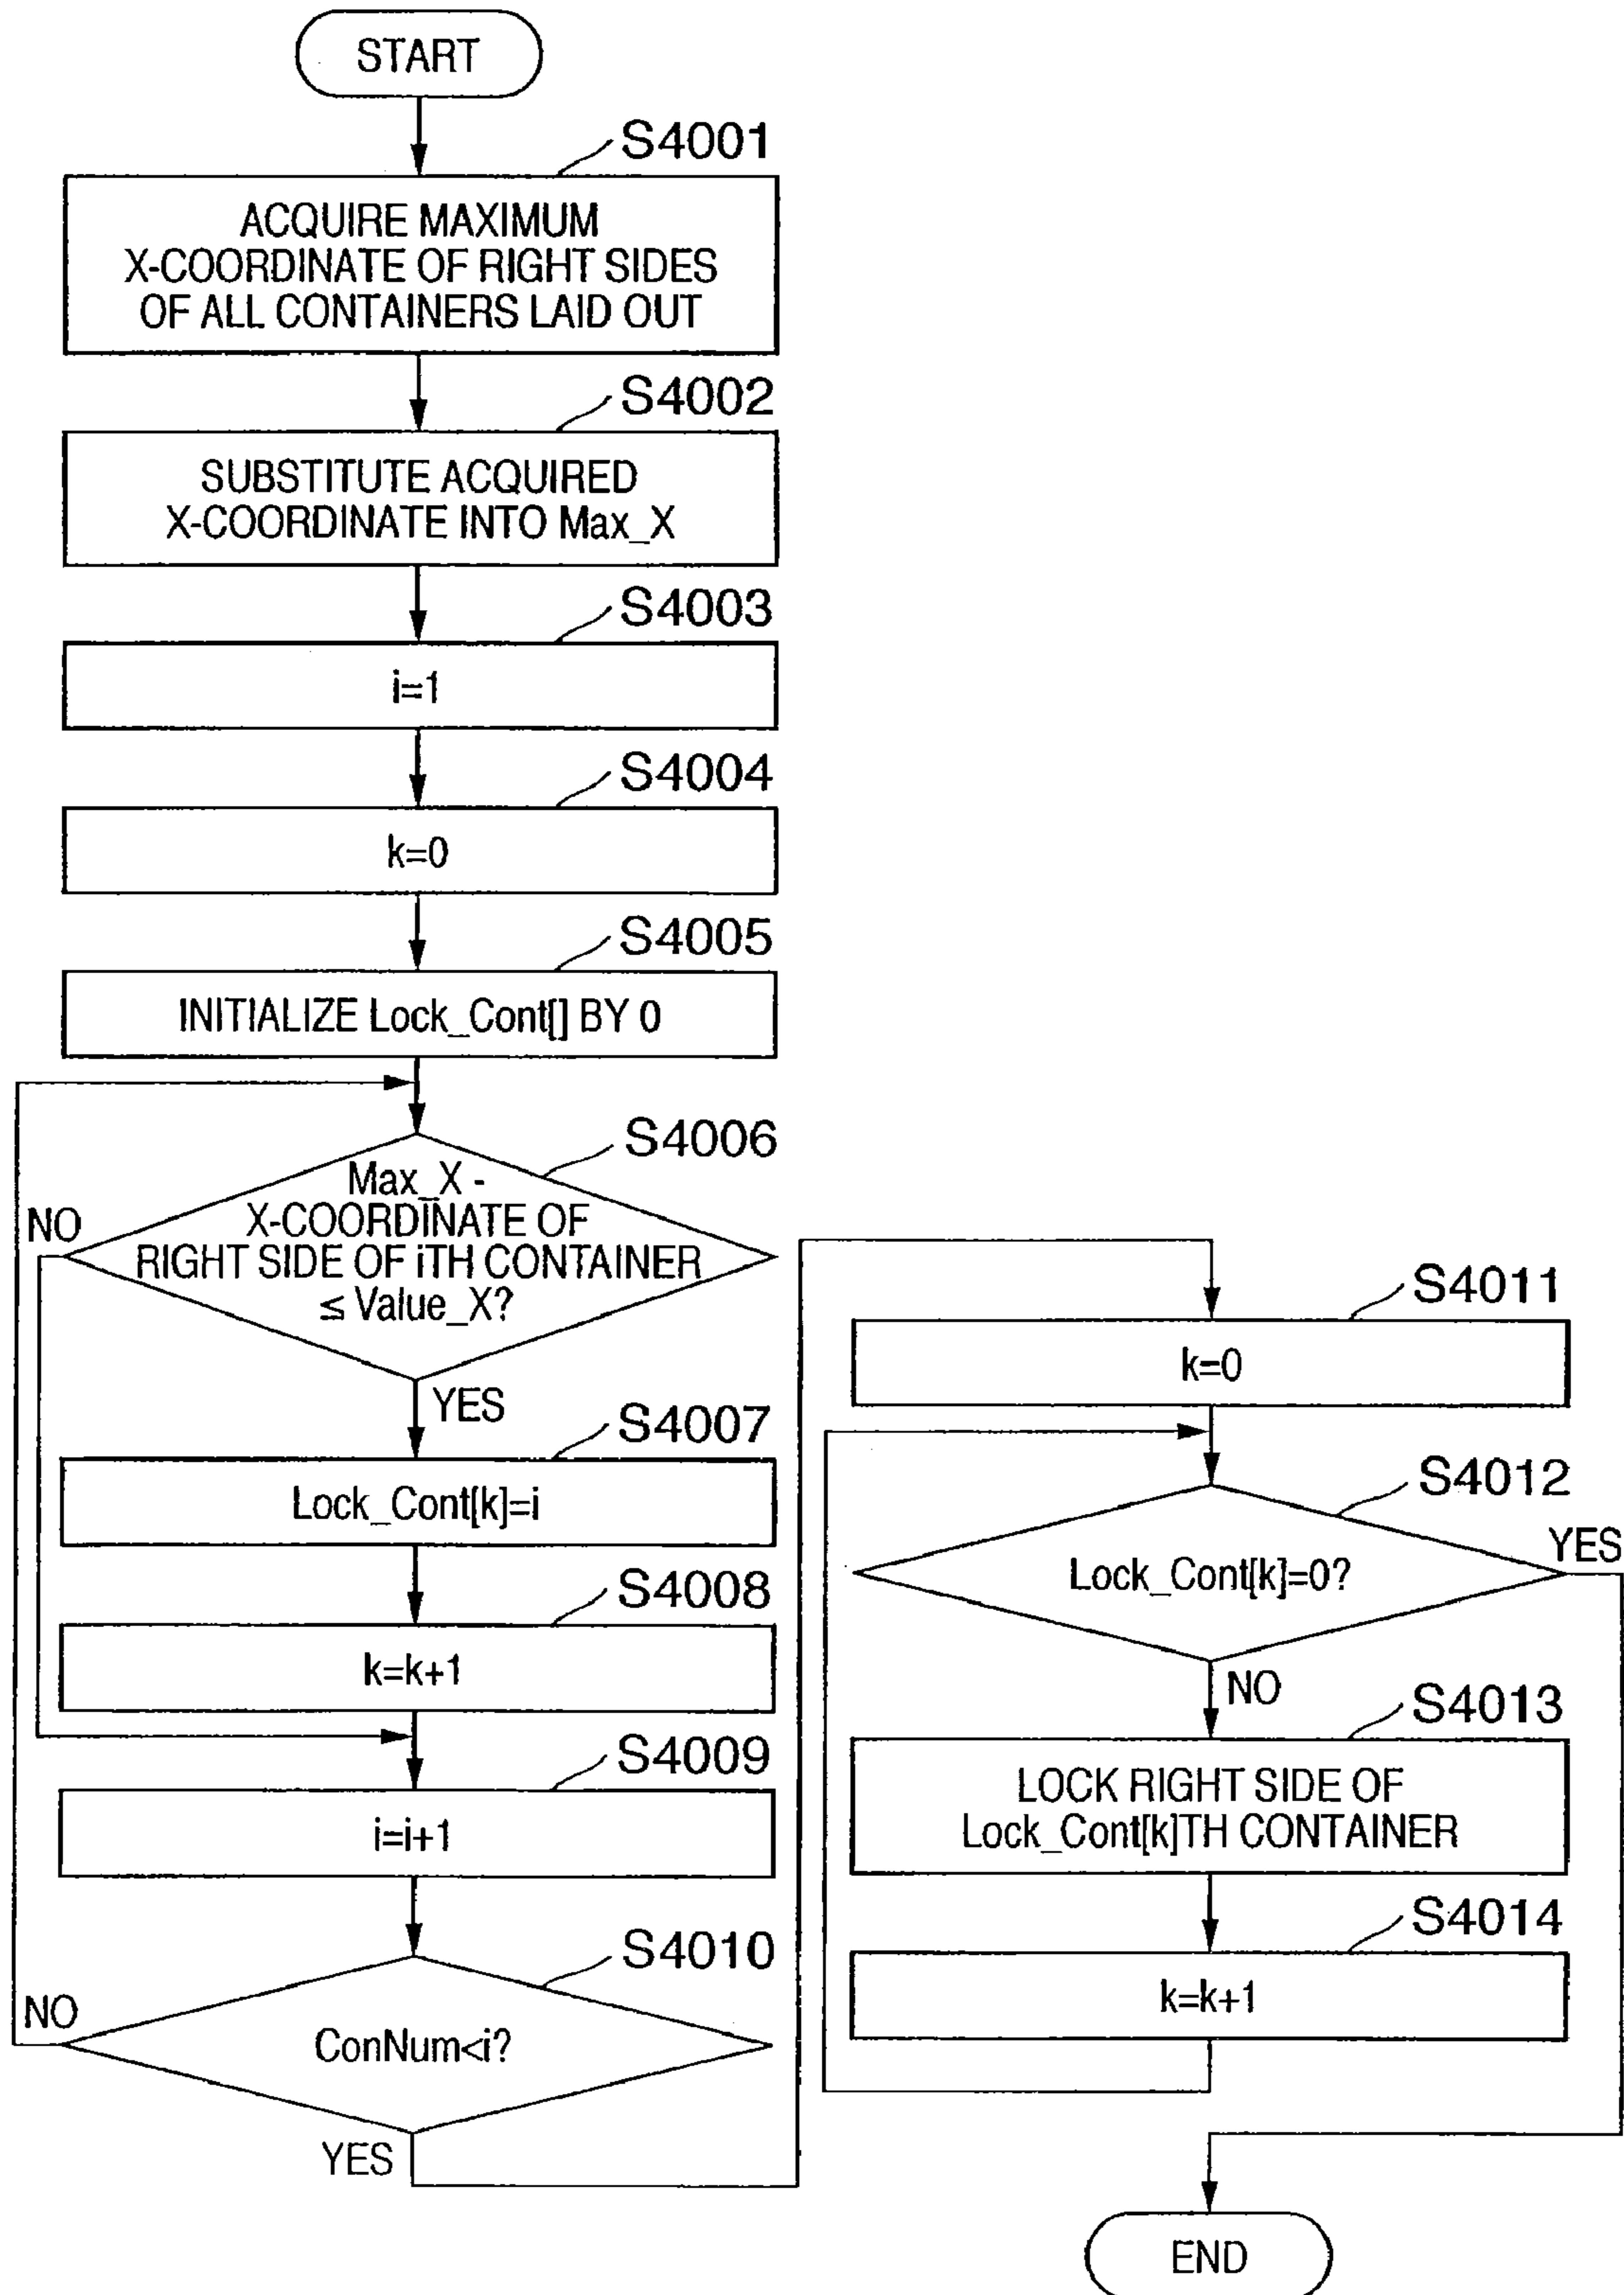 START
S4001
ACQUIRE MAXIMUM
X-COORDINATE OF RIGHT SIDES
OF ALL CONTAINERS LAID OUT
S4002
SUBSTITUTE ACQUIRED
X-COORDINATE INTO Max_X
S4003
i=1
S4004
k=0
S4005
INITIALIZE Lock_Cont[] BY 0
S4006
Max_X -
X-COORDINATE OF
RIGHT SIDE OF iTH CONTAINER
≤ Value_X?
NO
YES
S4007
Lock_Cont[k]=i
S4008
k=k+1
S4009
i=i+1
S4010
ConNum<i?
NO
YES
S4011
k=0
S4012
Lock_Cont[k]=0?
YES
NO
S4013
LOCK RIGHT SIDE OF
Lock_Cont[k]TH CONTAINER
S4014
k=k+1
END